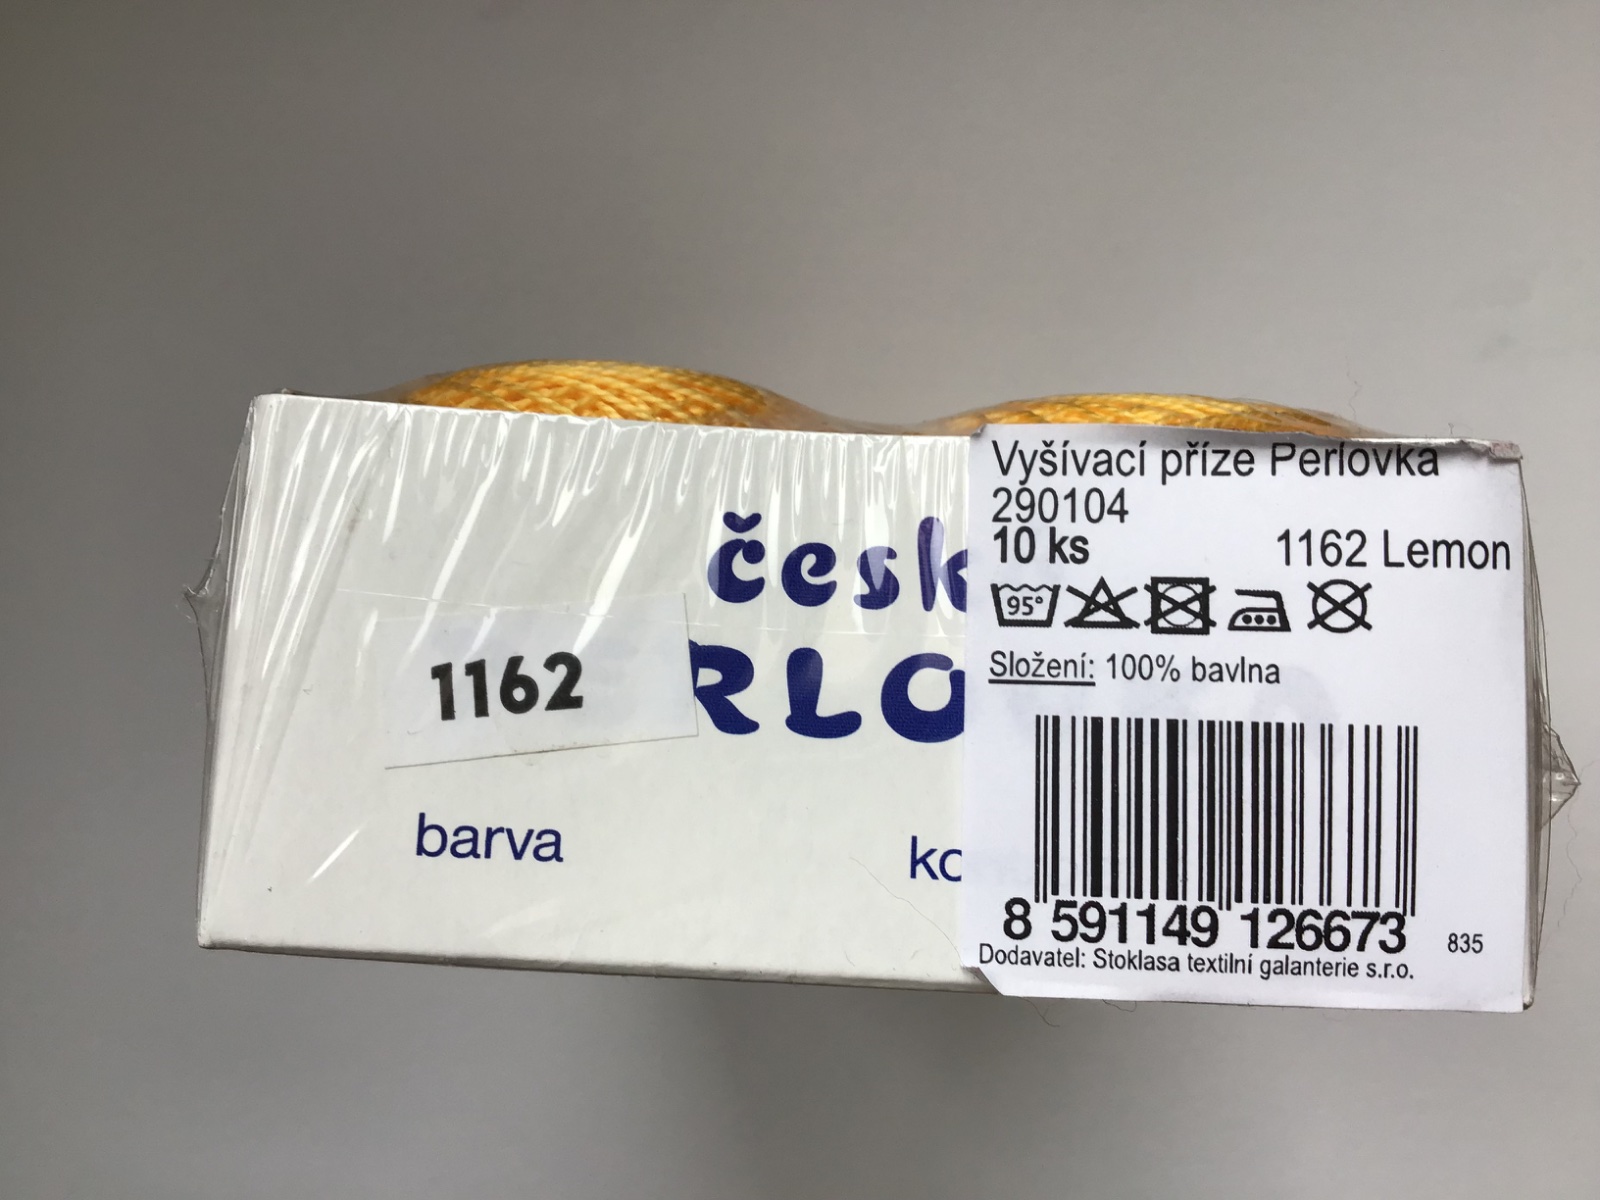 česk
RLO
1162
barva
ko
Vyšívací příze Perlovka
290104
10 ks 1162 Lemon
95°
Složení: 100% bavlna
8 591149 126673
835
Dodavatel: Stoklasa textilní galanterie s.r.o.